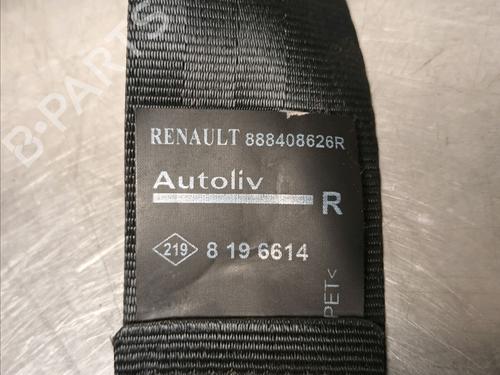 RENAULT 888408626R
Autoliv
R
219 8 19 6614
PET<
B-PARTS